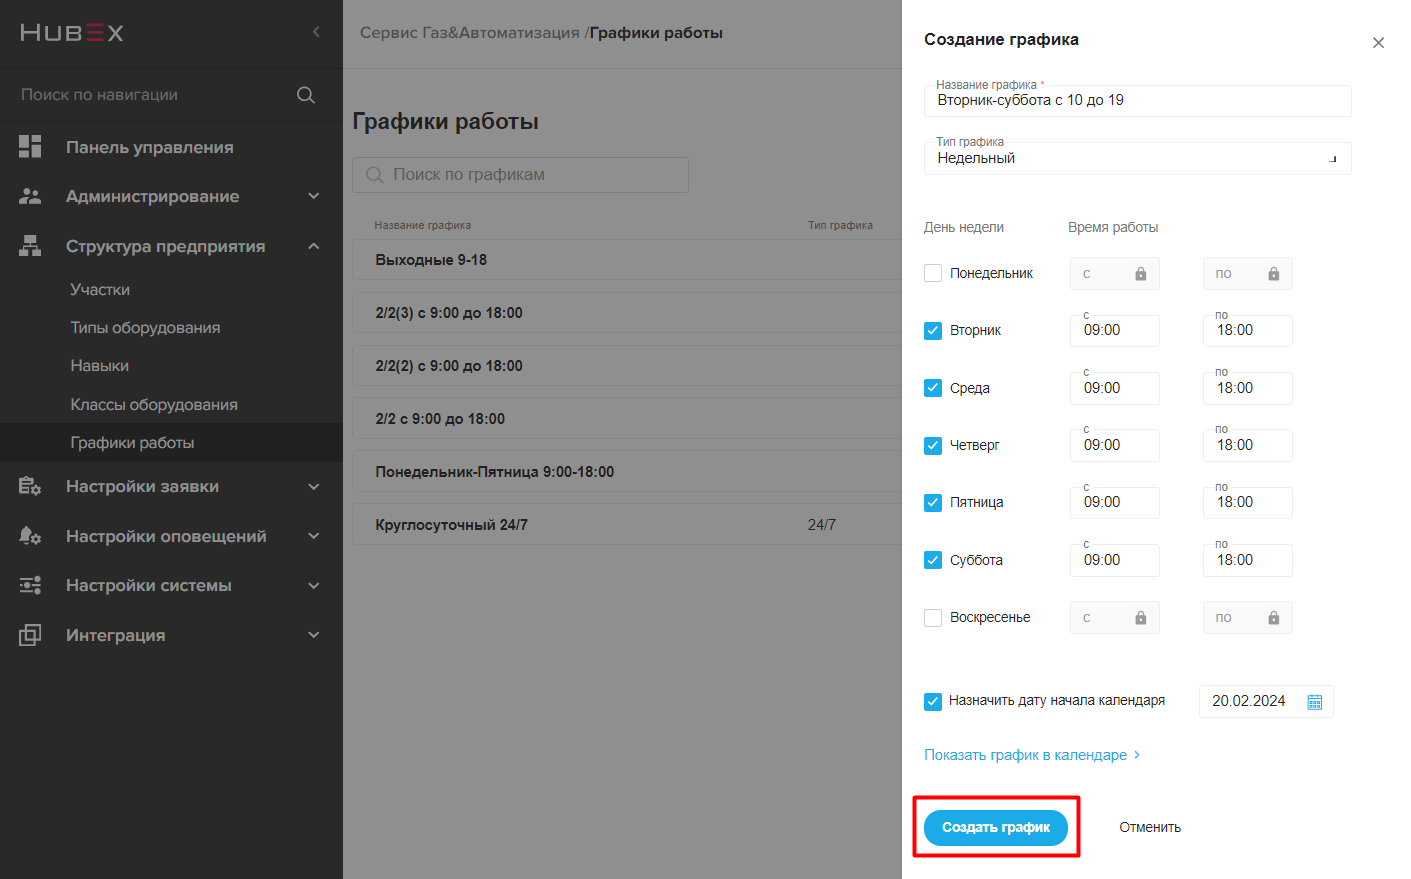 HUBEX
Поиск по навигации
Панель управления
Администрирование
Структура предприятия
Участки
Типы оборудования
Навыки
Классы оборудования
Графики работы
Настройки заявки
Настройки оповещений
Настройки системы
Интеграция
Сервис Газ&Автоматизация /Графики работы
Графики работы
Поиск по графикам
Название графика Тип графика
Выходные 9-18
2/2(3) с 9:00 до 18:00
2/2(2) с 9:00 до 18:00
2/2 с 9:00 до 18:00
Понедельник-Пятница 9:00-18:00
Круглосуточный 24/7 24/7
Создание графика
Название графика *
Вторник-суббота с 10 до 19
Тип графика
Недельный
День недели Время работы
Понедельник с по
с по
Вторник 09:00 18:00
с по
Среда 09:00 18:00
с по
Четверг 09:00 18:00
с по
Пятница 09:00 18:00
с по
Суббота 09:00 18:00
Воскресенье с по
Назначить дату начала календаря 20.02.2024
Показать график в календаре
Создать график Отменить